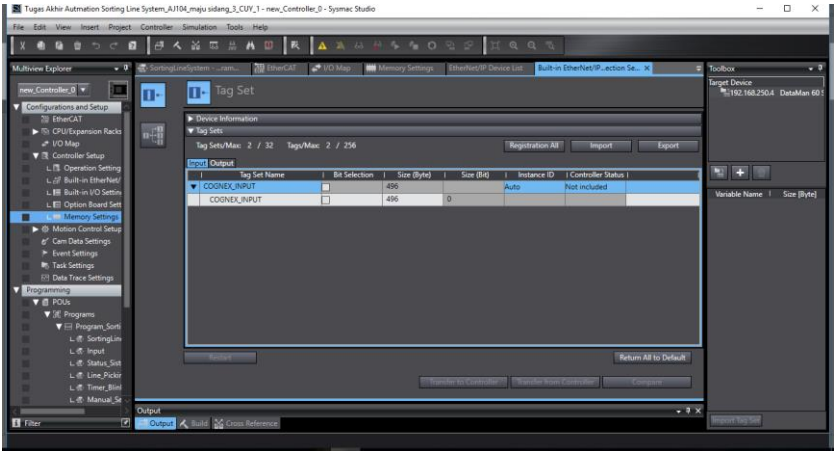 Tugas Akhir Autmation Sorting Line System_AJ104_maju sidang_3_CUY_1 - new_Controller_0 - Sysmac Studio
File Edit View Insert Project Controller Simulation Tools Help
Multiview Explorer
new_Controller_0
Configurations and Setup
EtherCAT
CPU/Expansion Racks
I/O Map
Controller Setup
Operation Setting
Built-in EtherNet/
Built-in I/O Settin
Option Board Sett
Memory Settings
Motion Control Setup
Cam Data Settings
Event Settings
Task Settings
Data Trace Settings
Programming
POUs
Programs
Program_Sorti
SortingLin
Input
Status_Sist
Line_Pickin
Timer_Blin
Manual_Se
Filter
SortingLineSystem - ...ram... EtherCAT I/O Map Memory Settings EtherNet/IP Device List Built-in EtherNet/IP...ection Se... X
Tag Set
Device Information
Tag Sets
Tag Sets/Max: 2 / 32 Tags/Max: 2 / 256 Registration All Import Export
Input Output
Tag Set Name Bit Selection Size (Byte) Size (Bit) Instance ID Controller Status
COGNEX_INPUT 496 Auto Not included
COGNEX_INPUT 496 0
Restart Return All to Default
Transfer to Controller Transfer from Controller Compare
Output
Output Build Cross Reference
Toolbox
Target Device
192.168.250.4 DataMan 60
Variable Name Size [Byte]
Import Tag Set